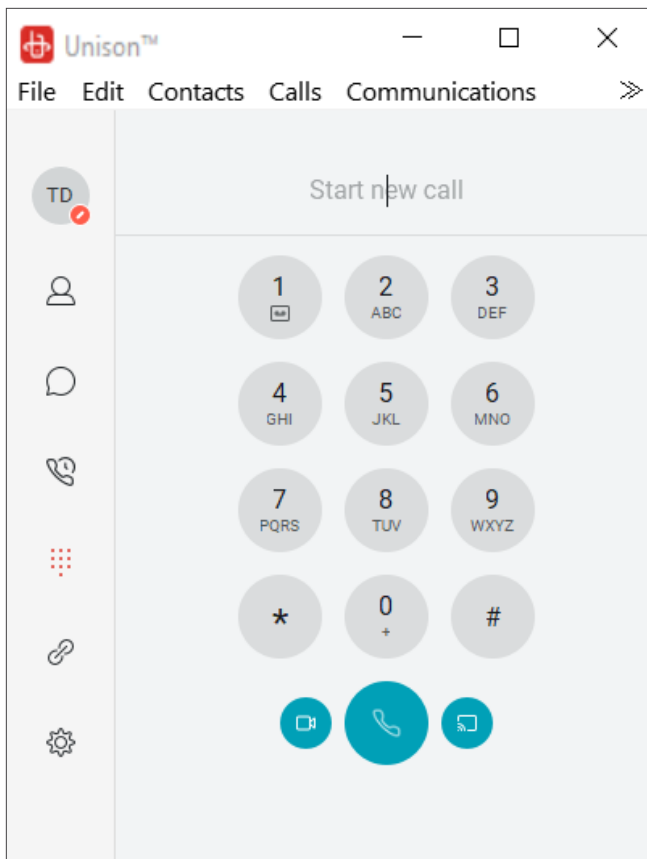 Unison™
File Edit Contacts Calls Communications
TD
Start new call
1 2 3
ABC DEF
4 5 6
GHI JKL MNO
7 8 9
PQRS TUV WXYZ
* 0 #
+